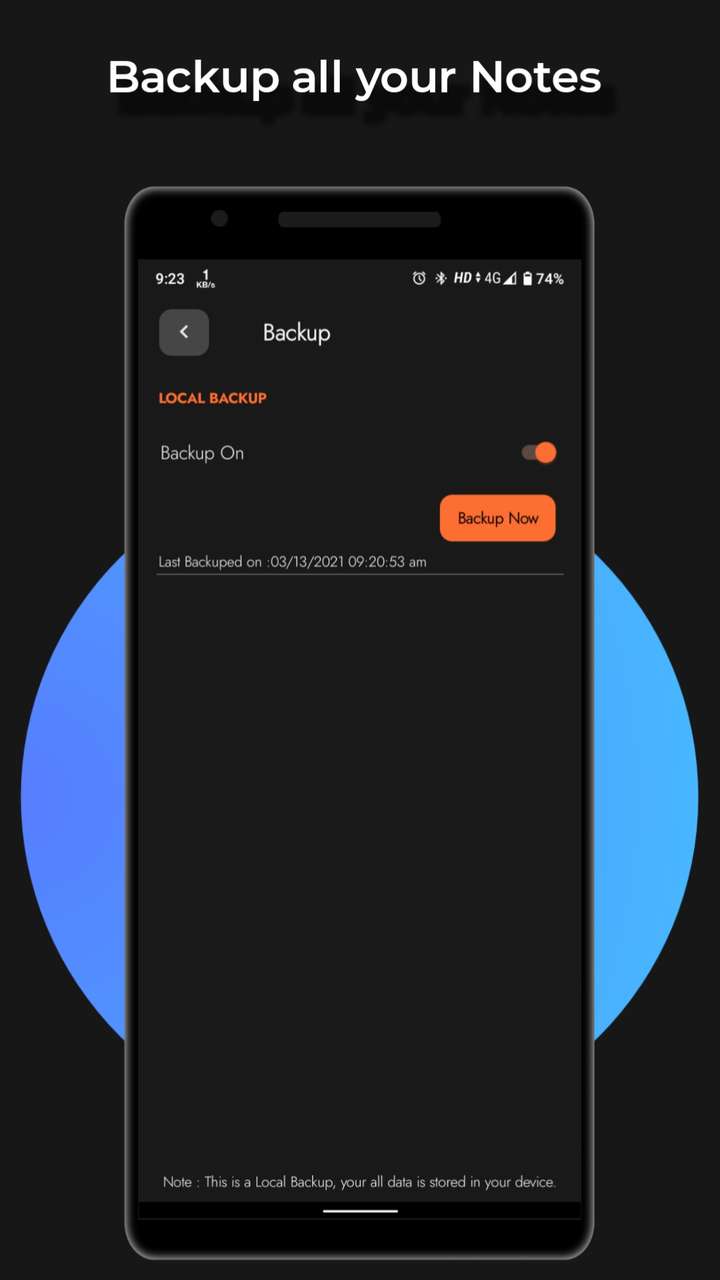 Backup all your Notes
9:23 1 KB/s HD 4G 74%
Backup
LOCAL BACKUP
Backup On
Backup Now
Last Backuped on :03/13/2021 09:20:53 am
Note : This is a Local Backup, your all data is stored in your device.